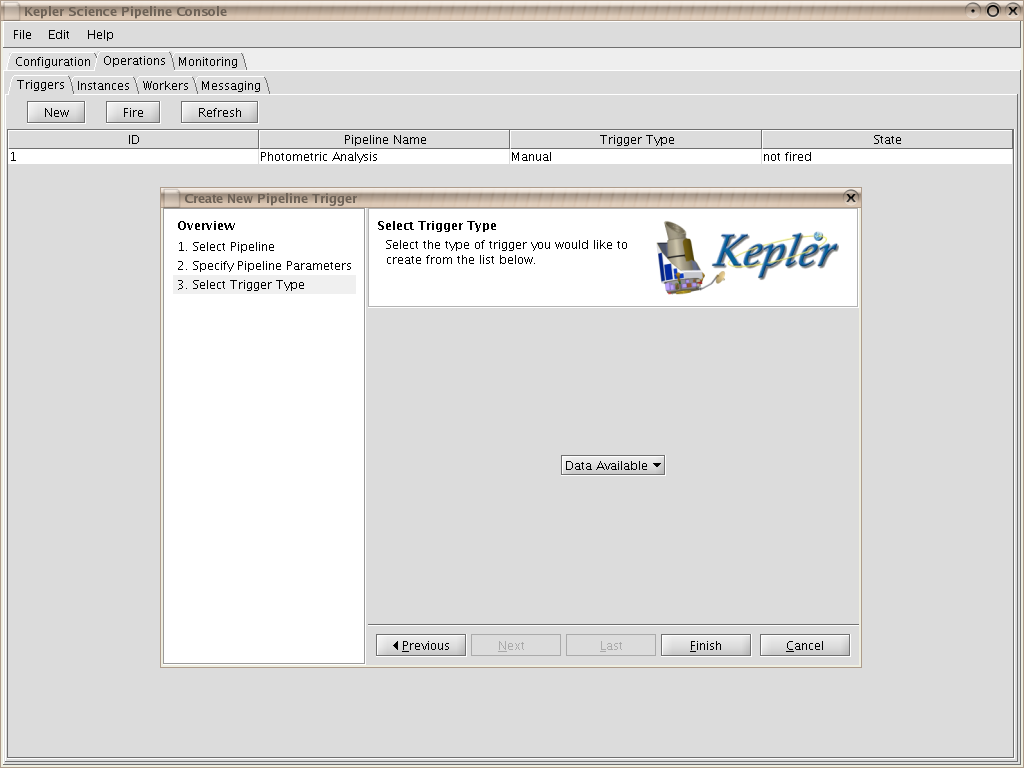 Kepler Science Pipeline Console
File Edit Help
Configuration Operations Monitoring
Triggers Instances Workers Messaging
New Fire Refresh
ID Pipeline Name Trigger Type State
1 Photometric Analysis Manual not fired
Create New Pipeline Trigger
Overview
1. Select Pipeline
2. Specify Pipeline Parameters
3. Select Trigger Type
Select Trigger Type
Select the type of trigger you would like to
create from the list below.
Kepler
Data Available
Previous Next Last Finish Cancel